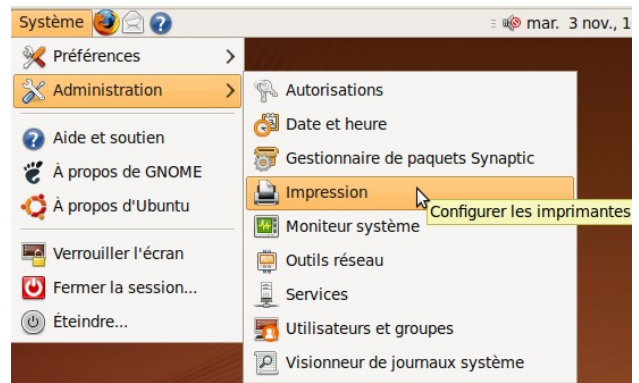 Système
mar. 3 nov., 1
Préférences
Administration
Aide et soutien
À propos de GNOME
À propos d'Ubuntu
Verrouiller l'écran
Fermer la session...
Éteindre...
Autorisations
Date et heure
Gestionnaire de paquets Synaptic
Impression
Configurer les imprimantes
Moniteur système
Outils réseau
Services
Utilisateurs et groupes
Visionneur de journaux système